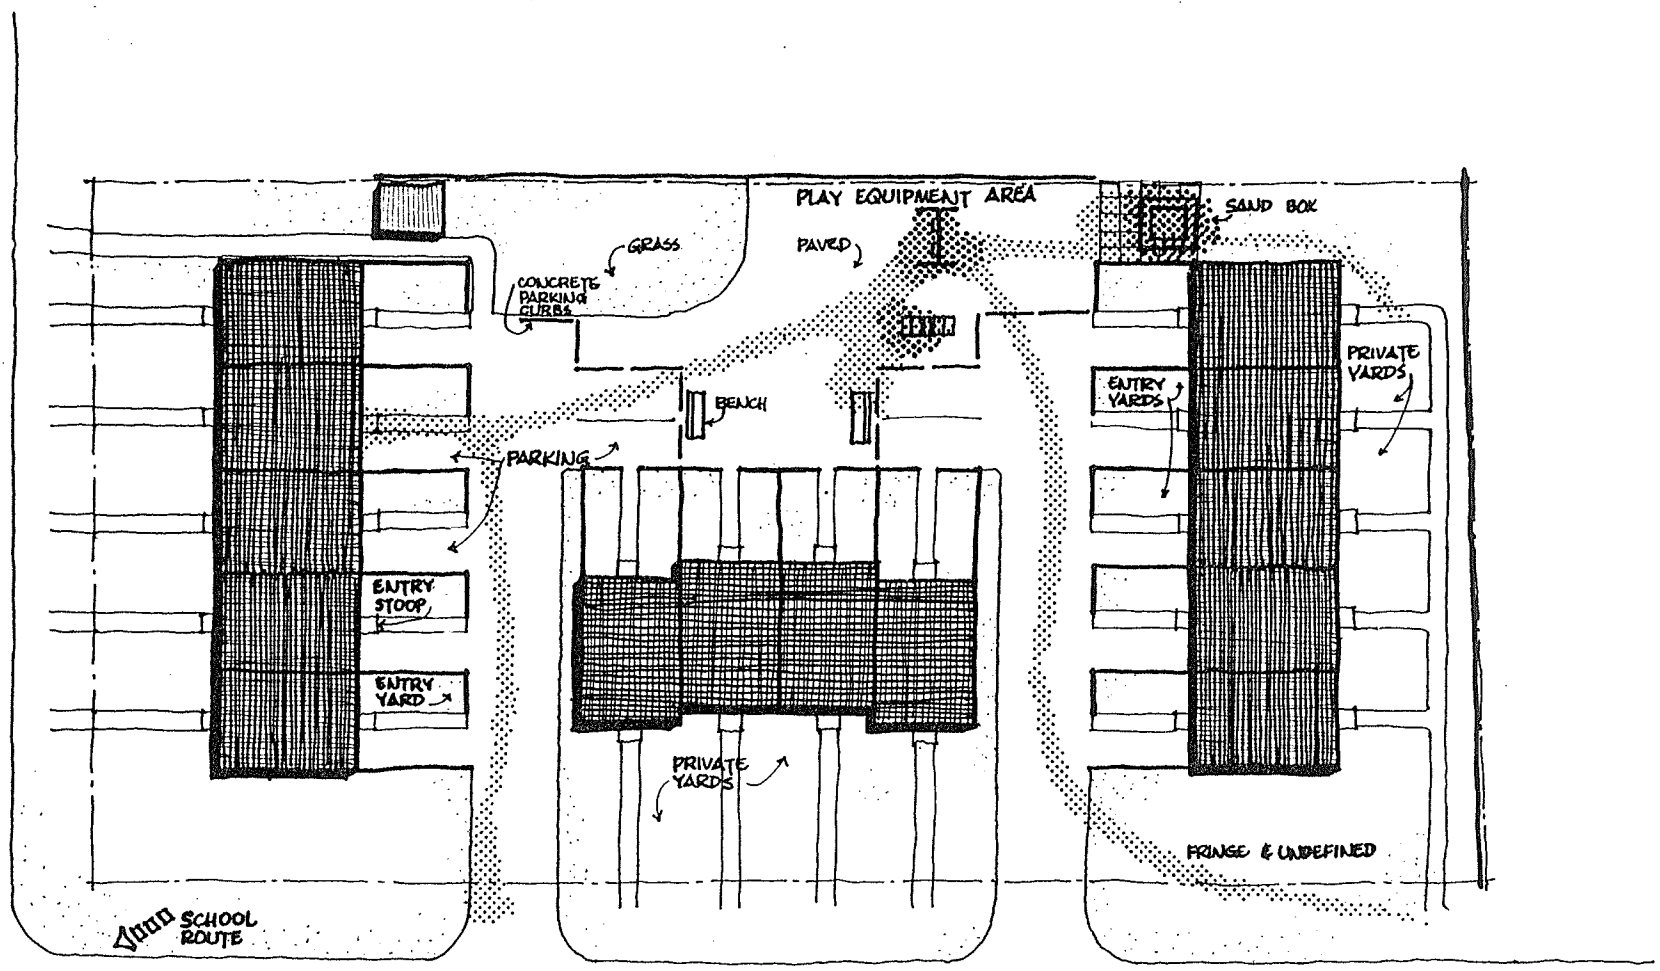 PLAY EQUIPMENT AREA
SAND BOX
GRASS
PAVED
CONCRETE
PARKING
CURBS
PRIVATE
YARDS
ENTRY
YARDS
BENCH
PARKING
ENTRY
STOOP
ENTRY
YARD
PRIVATE
YARDS
FRINGE & UNDEFINED
SCHOOL
ROUTE